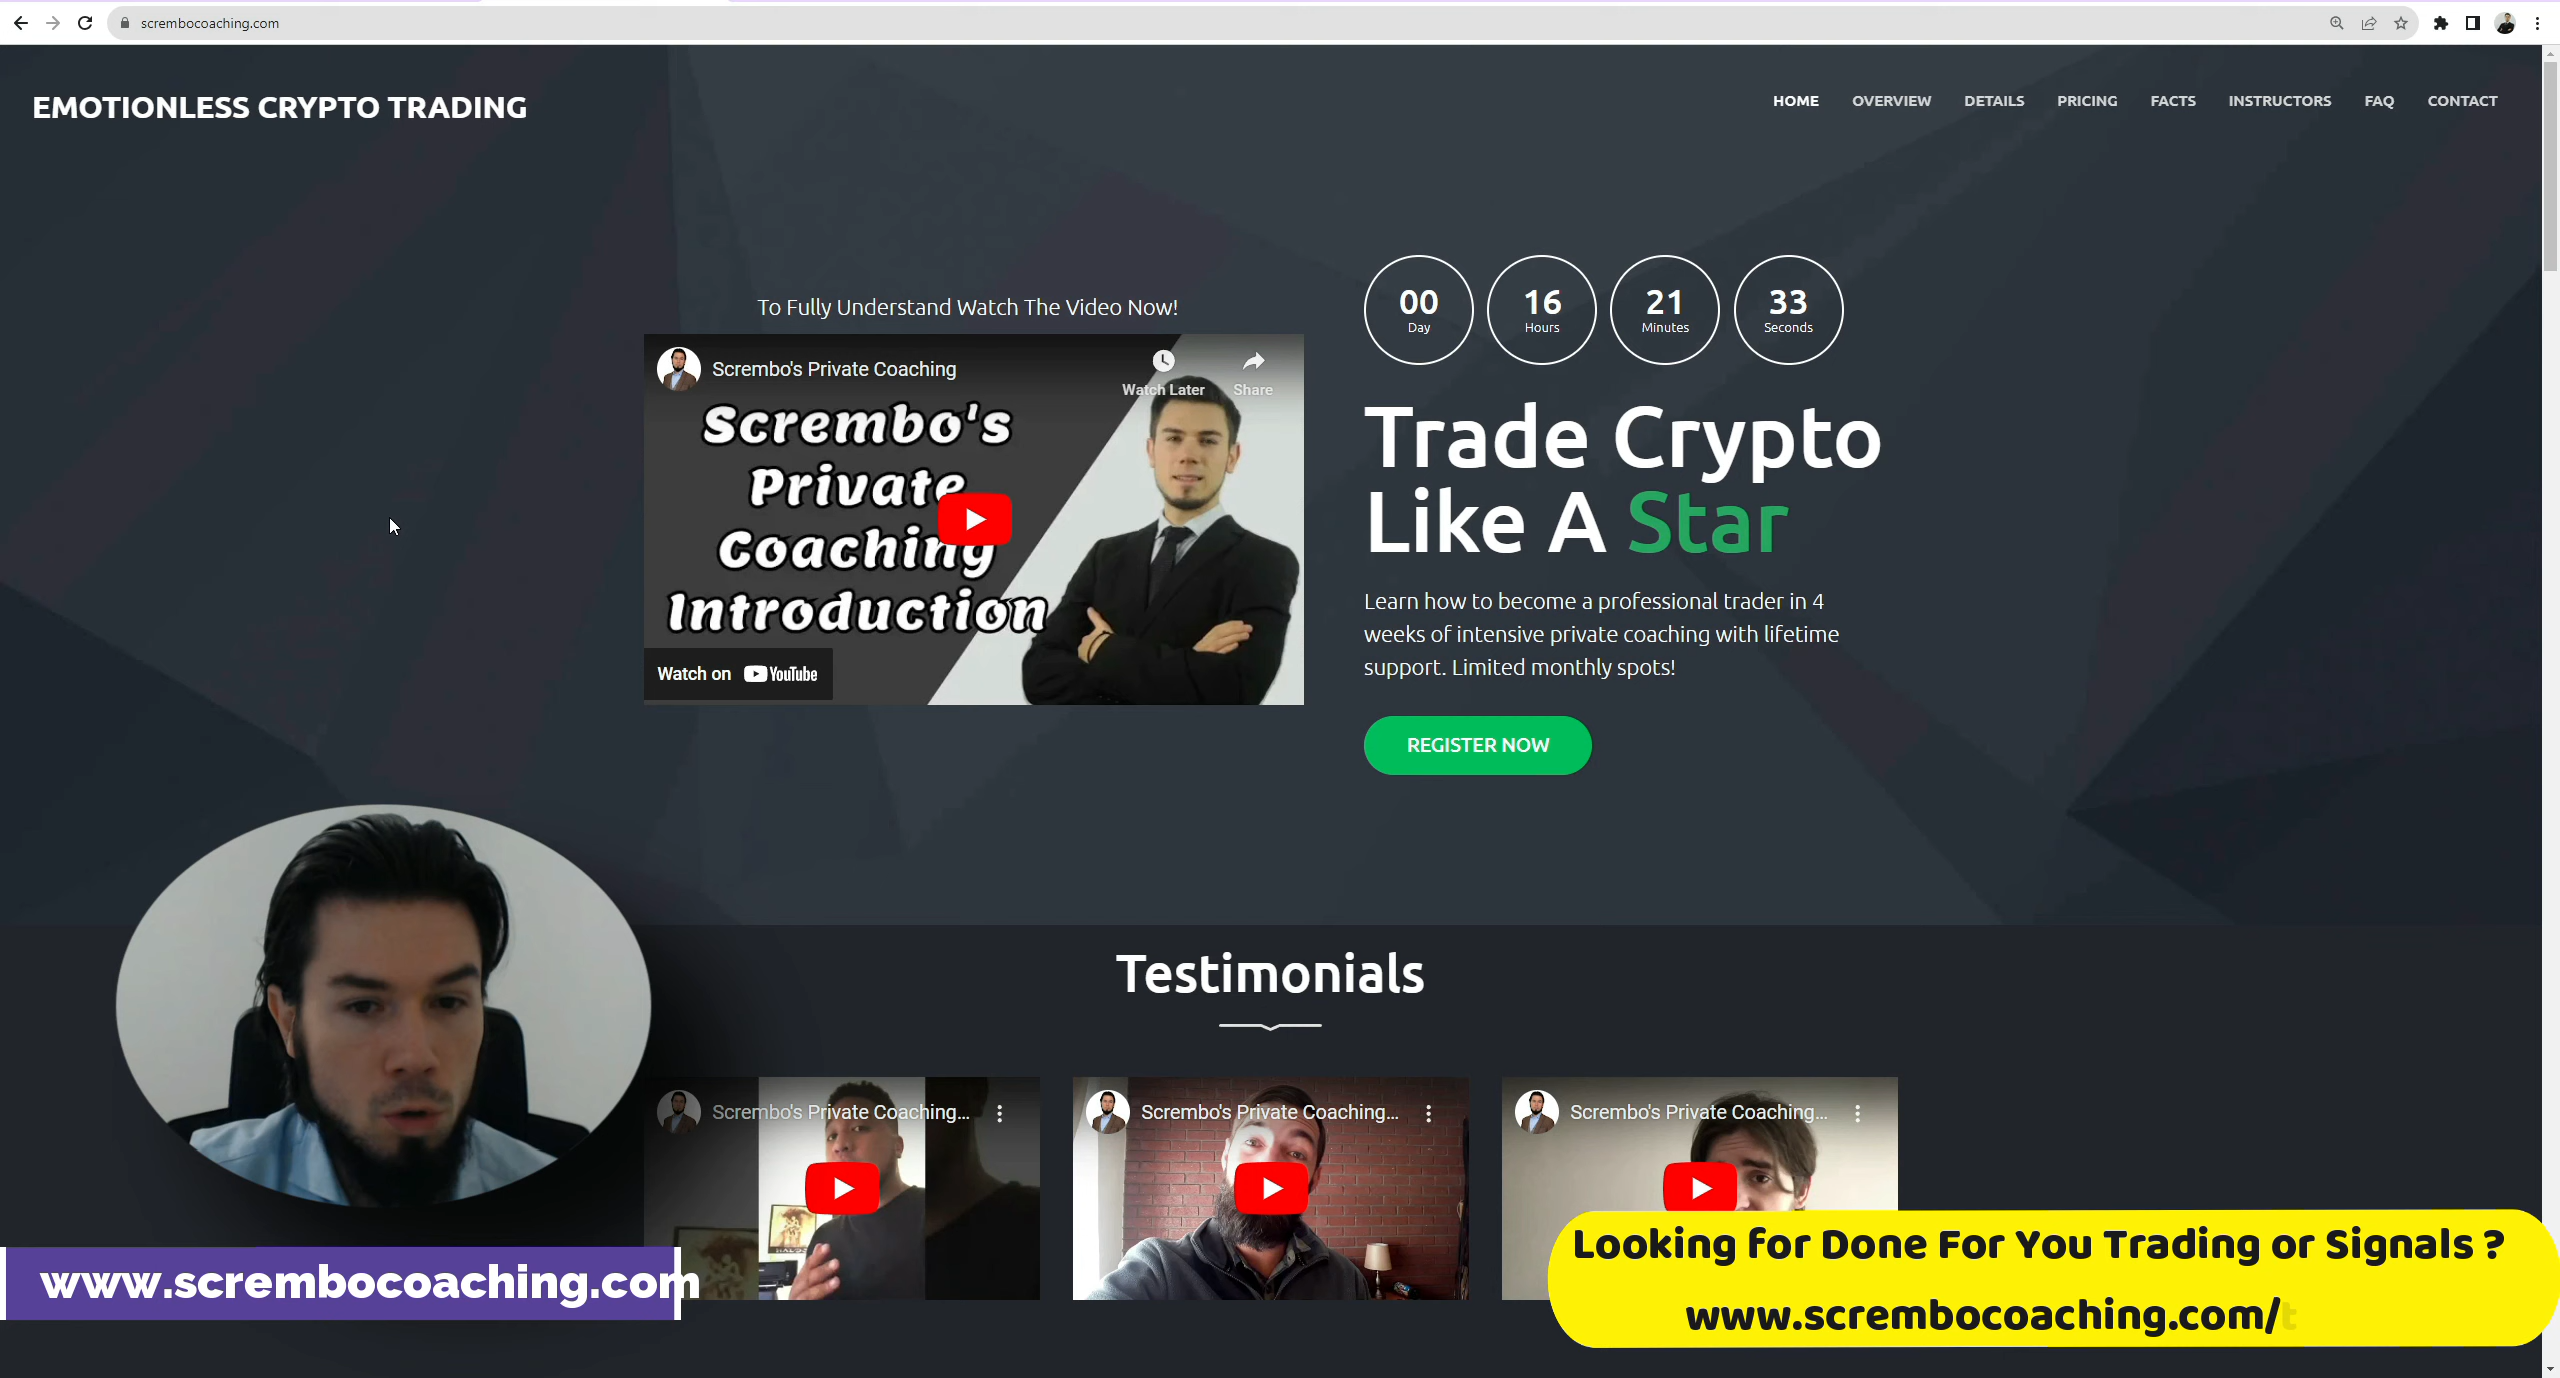 scrembocoaching.com
EMOTIONLESS CRYPTO TRADING
HOME OVERVIEW DETAILS PRICING FACTS INSTRUCTORS FAQ CONTACT
To Fully Understand Watch The Video Now!
Scrembo's Private Coaching
Watch Later Share
Scrembo's
Private
Coaching
Introduction
Watch on YouTube
00 16 21 33
Day Hours Minutes Seconds
Trade Crypto
Like A Star
Learn how to become a professional trader in 4
weeks of intensive private coaching with lifetime
support. Limited monthly spots!
REGISTER NOW
Testimonials
Scrembo's Private Coaching...
Scrembo's Private Coaching...
Scrembo's Private Coaching...
www.scrembocoaching.com
Looking for Done For You Trading or Signals ?
www.scrembocoaching.com/t